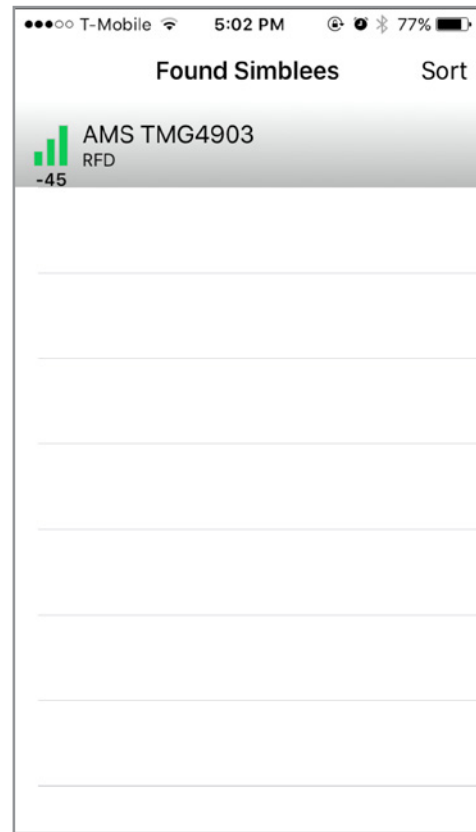 T-Mobile 5:02 PM 77%
Found Simblees Sort
AMS TMG4903
RFD
-45